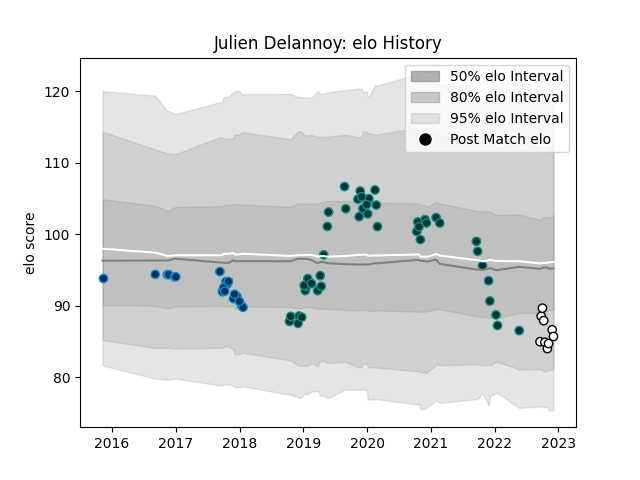 Julien Delannoy: elo History
50% elo Interval
80% elo Interval
95% elo Interval
Post Match elo
elo score
120
110
100
90
80
2016 2017 2018 2019 2020 2021 2022 2023